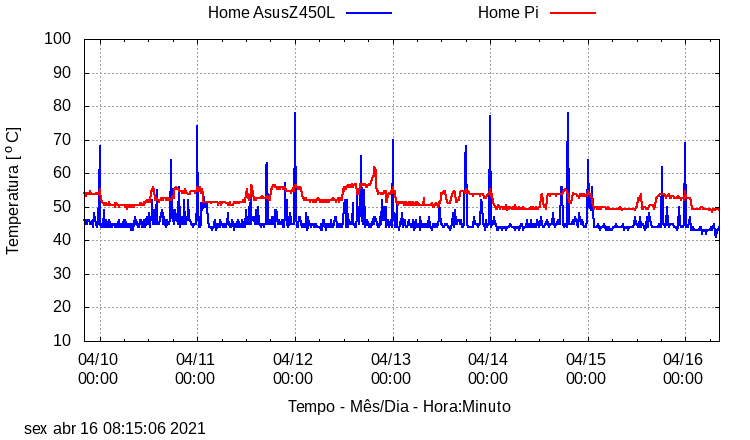 Home AsusZ450L
Home Pi
Temperatura [ º C]
100
90
80
70
60
50
40
30
20
10
04/10 04/11 04/12 04/13 04/14 04/15 04/16
00:00 00:00 00:00 00:00 00:00 00:00 00:00
Tempo - Mês/Dia - Hora:Minuto
sex abr 16 08:15:06 2021